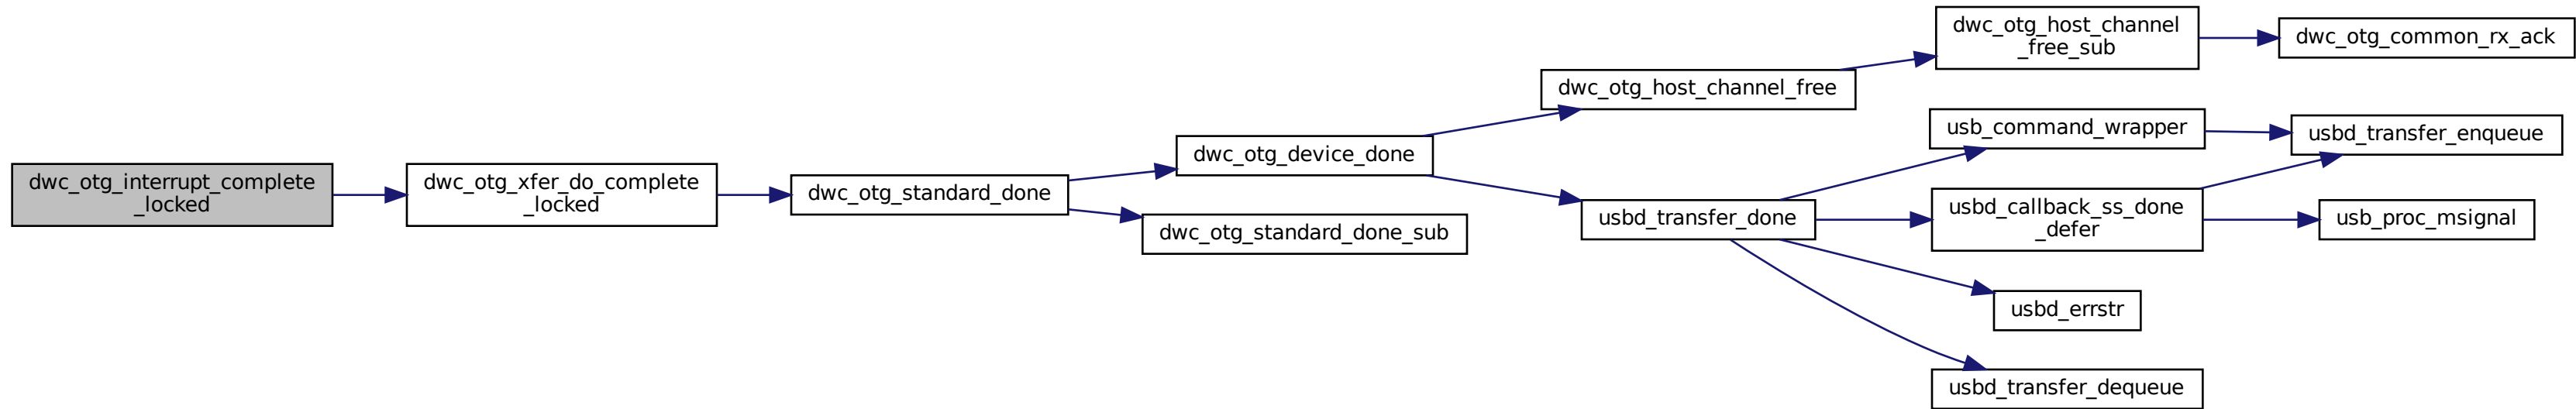 dwc_otg_interrupt_complete
_locked
dwc_otg_xfer_do_complete
_locked
dwc_otg_standard_done
dwc_otg_device_done
dwc_otg_standard_done_sub
dwc_otg_host_channel_free
usbd_transfer_done
dwc_otg_host_channel
_free_sub
usb_command_wrapper
usbd_callback_ss_done
_defer
usbd_errstr
usbd_transfer_dequeue
dwc_otg_common_rx_ack
usbd_transfer_enqueue
usb_proc_msignal